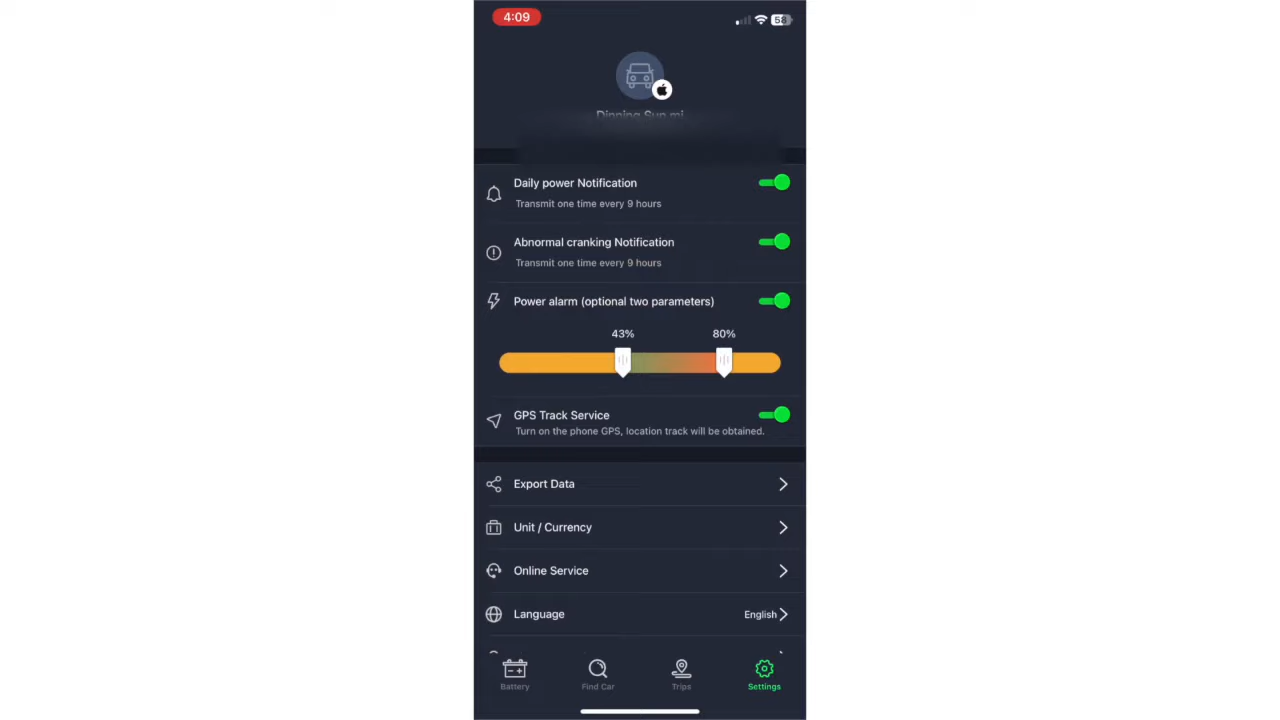 4:09
58
Daily power Notification
Transmit one time every 9 hours
Abnormal cranking Notification
Transmit one time every 9 hours
Power alarm (optional two parameters)
43% 80%
GPS Track Service
Turn on the phone GPS, location track will be obtained.
Export Data
Unit / Currency
Online Service
Language English
Battery Find Car Trips Settings